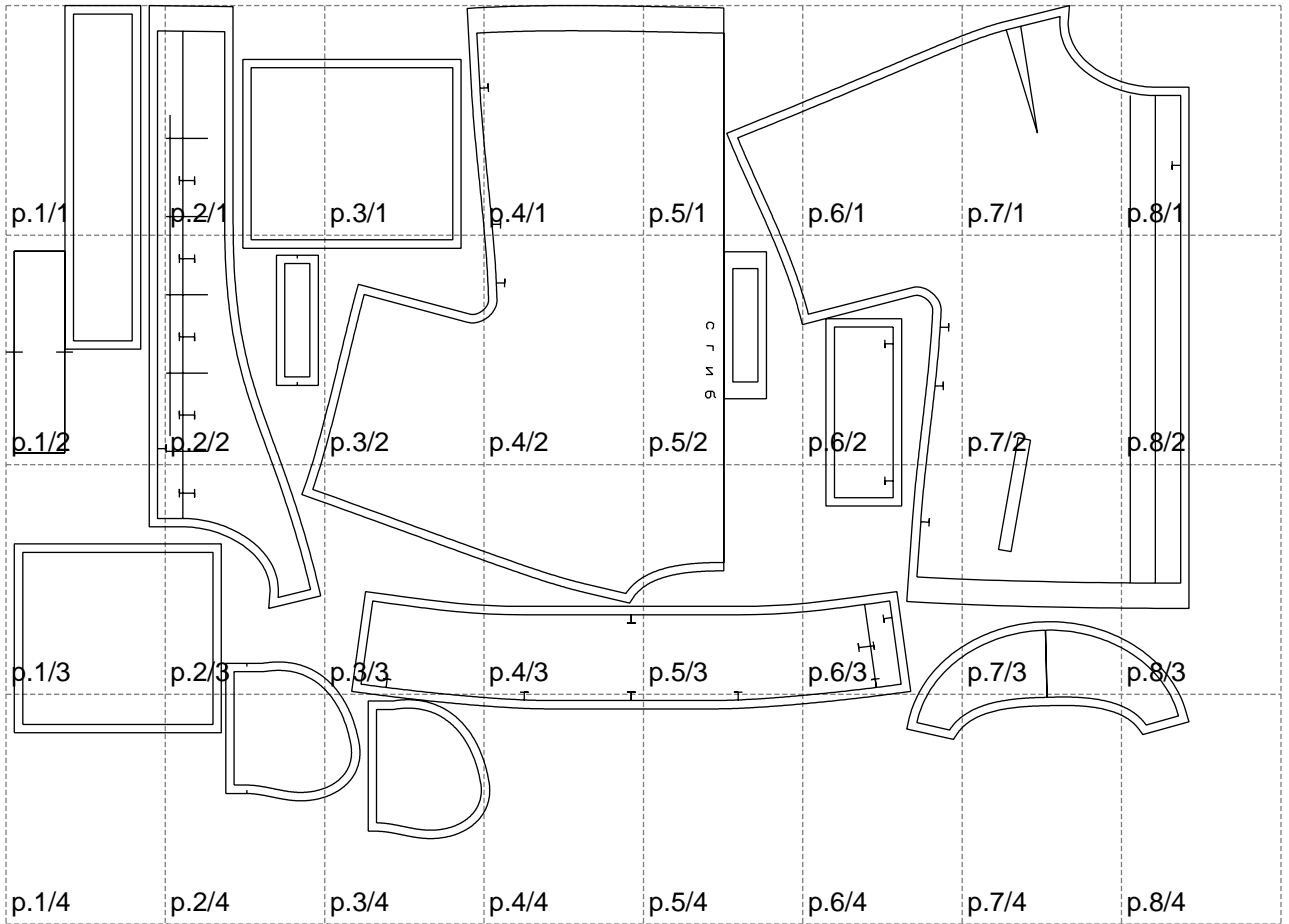 p.1/1 p.2/1 p.3/1 p.4/1 p.5/1 p.6/1 p.7/1 p.8/1
сгив
p.1/2 p.2/2 p.3/2 p.4/2 p.5/2 p.6/2 p.7/2 p.8/2
p.1/3 p.2/3 p.3/3 p.4/3 p.5/3 p.6/3 p.7/3 p.8/3
p.1/4 p.2/4 p.3/4 p.4/4 p.5/4 p.6/4 p.7/4 p.8/4